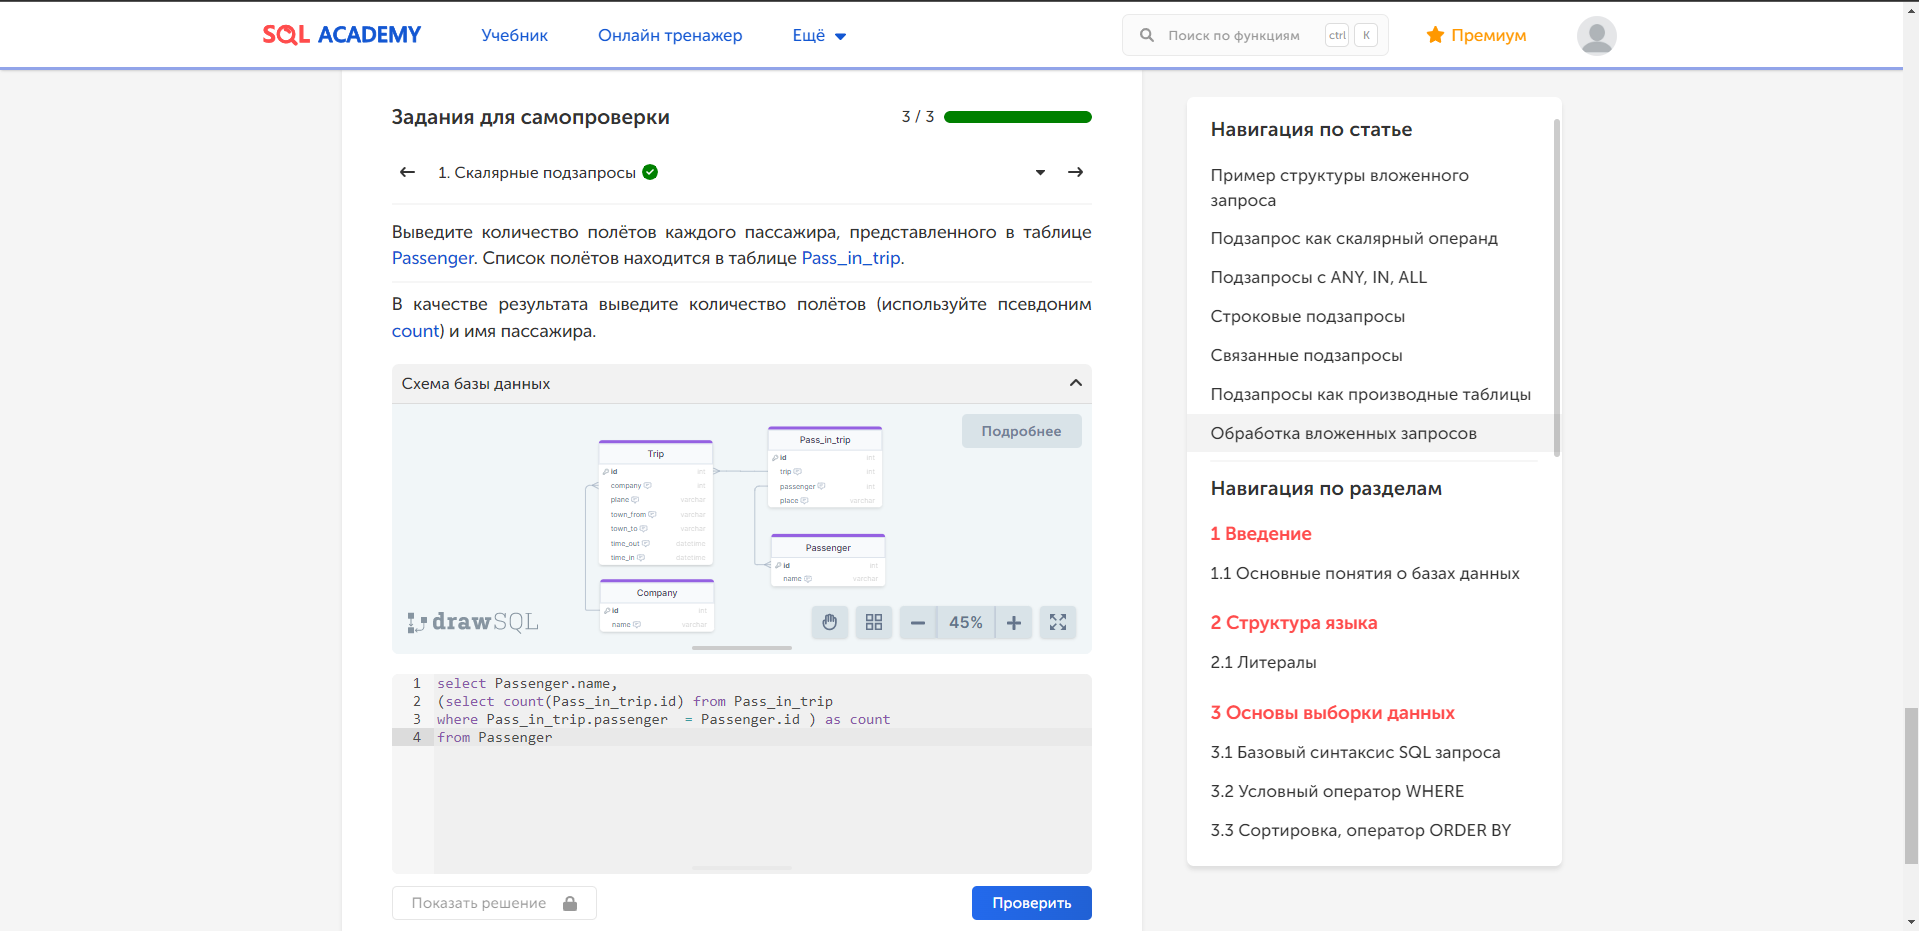 SQL ACADEMY
Учебник
Онлайн тренажер
Ещё
Поиск по функциям
ctrl
K
Премиум
Задания для самопроверки
3 / 3
1. Скалярные подзапросы
Выведите количество полётов каждого пассажира, представленного в таблице
Passenger. Список полётов находится в таблице Pass_in_trip.
В качестве результата выведите количество полётов (используйте псевдоним
count) и имя пассажира.
Схема базы данных
Подробнее
Trip
id int
company int
plane varchar
town_from varchar
town_to varchar
time_out datetime
time_in datetime
Pass_in_trip
id int
trip int
passenger int
place varchar
Passenger
id int
name varchar
Company
id int
name varchar
drawSQL
45%
1 select Passenger.name,
2 (select count(Pass_in_trip.id) from Pass_in_trip
3 where Pass_in_trip.passenger  = Passenger.id ) as count
4 from Passenger
Показать решение
Проверить
Навигация по статье
Пример структуры вложенного
запроса
Подзапрос как скалярный операнд
Подзапросы с ANY, IN, ALL
Строковые подзапросы
Связанные подзапросы
Подзапросы как производные таблицы
Обработка вложенных запросов
Навигация по разделам
1 Введение
1.1 Основные понятия о базах данных
2 Структура языка
2.1 Литералы
3 Основы выборки данных
3.1 Базовый синтаксис SQL запроса
3.2 Условный оператор WHERE
3.3 Сортировка, оператор ORDER BY